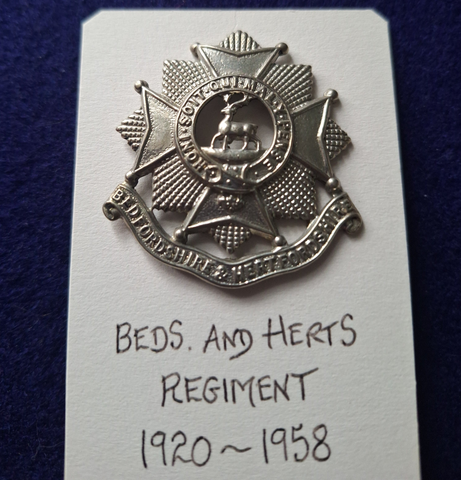 HONI·SOIT·QUI·MAL·Y·PENSE
BEDFORDSHIRE & HERTFORDSHIRE
BEDS. AND HERTS
REGIMENT
1920~1958